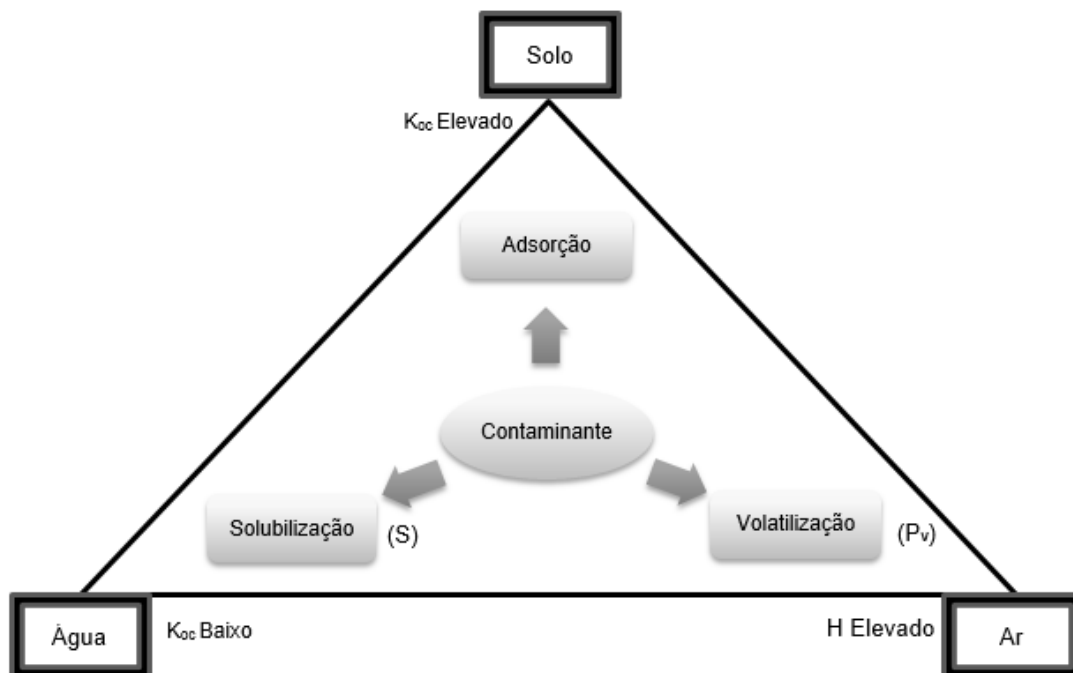 Solo
Koc Elevado
Adsorção
Contaminante
Solubilização
(S)
Volatilização
(Pv)
Água
Koc Baixo
H Elevado
Ar